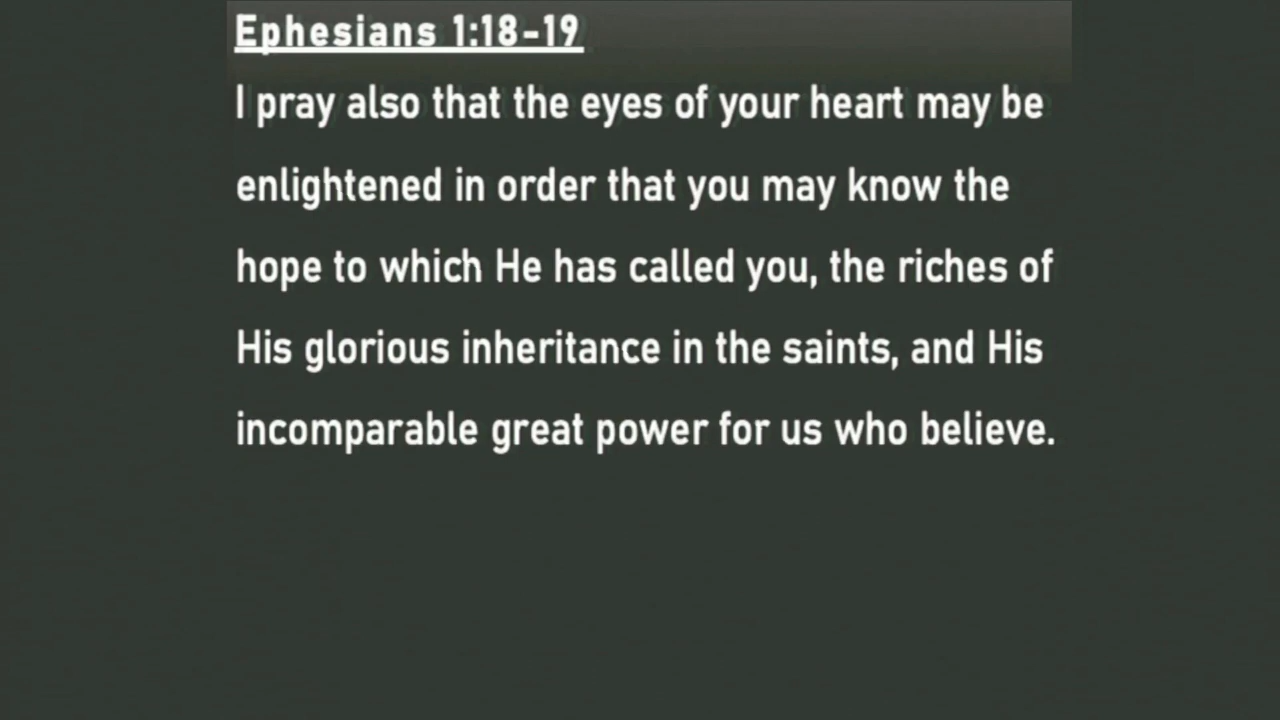 Ephesians 1:18-19
I pray also that the eyes of your heart may be
enlightened in order that you may know the
hope to which He has called you, the riches of
His glorious inheritance in the saints, and His
incomparable great power for us who believe.